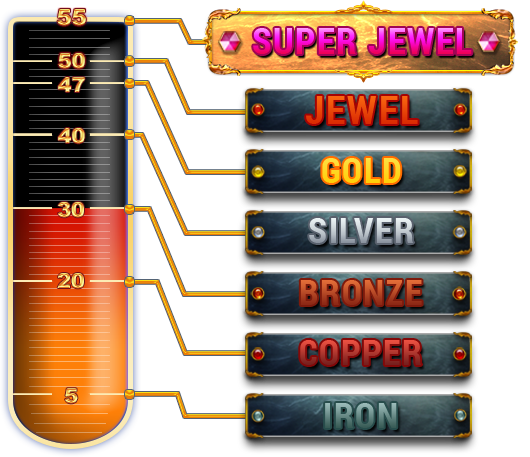 55
SUPER JEWEL
50
JEWEL
47
GOLD
40
SILVER
30
BRONZE
20
COPPER
5
IRON